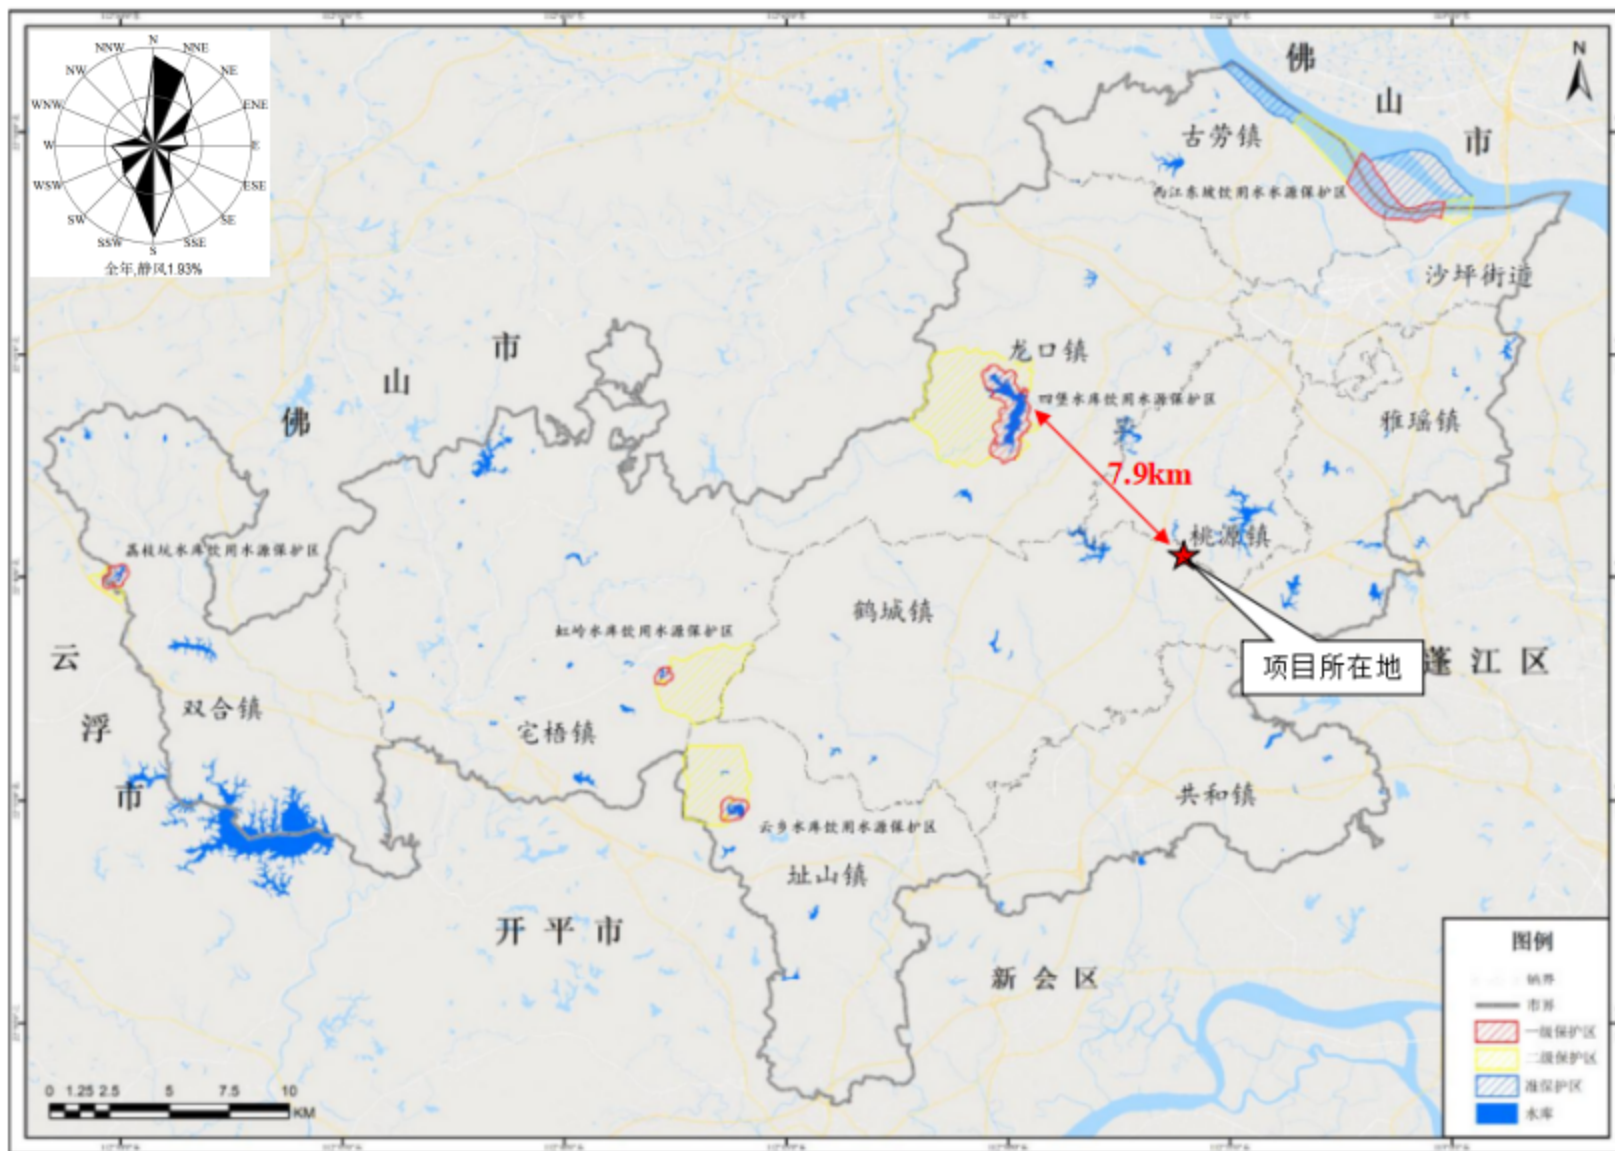 N
NNW
NNE
NW
NE
WNW
ENE
W
E
WSW
ESE
SW
SE
SSW
SSE
S
全年,静风1.93%
N
佛
山
市
古劳镇
西江东坡饮用水水源保护区
沙坪街道
佛
山
市
龙口镇
四堡水库饮用水源保护区
雅瑶镇
7.9km
桃源镇
荔枝坑水库饮用水源保护区
鹤城镇
虹岭水库饮用水源保护区
项目所在地
蓬江区
云
浮
市
双合镇
宅梧镇
共和镇
云乡水库饮用水源保护区
址山镇
开平市
新会区
图例
镇界
市界
一级保护区
二级保护区
准保护区
水库
0 1.25 2.5 5 7.5 10
KM